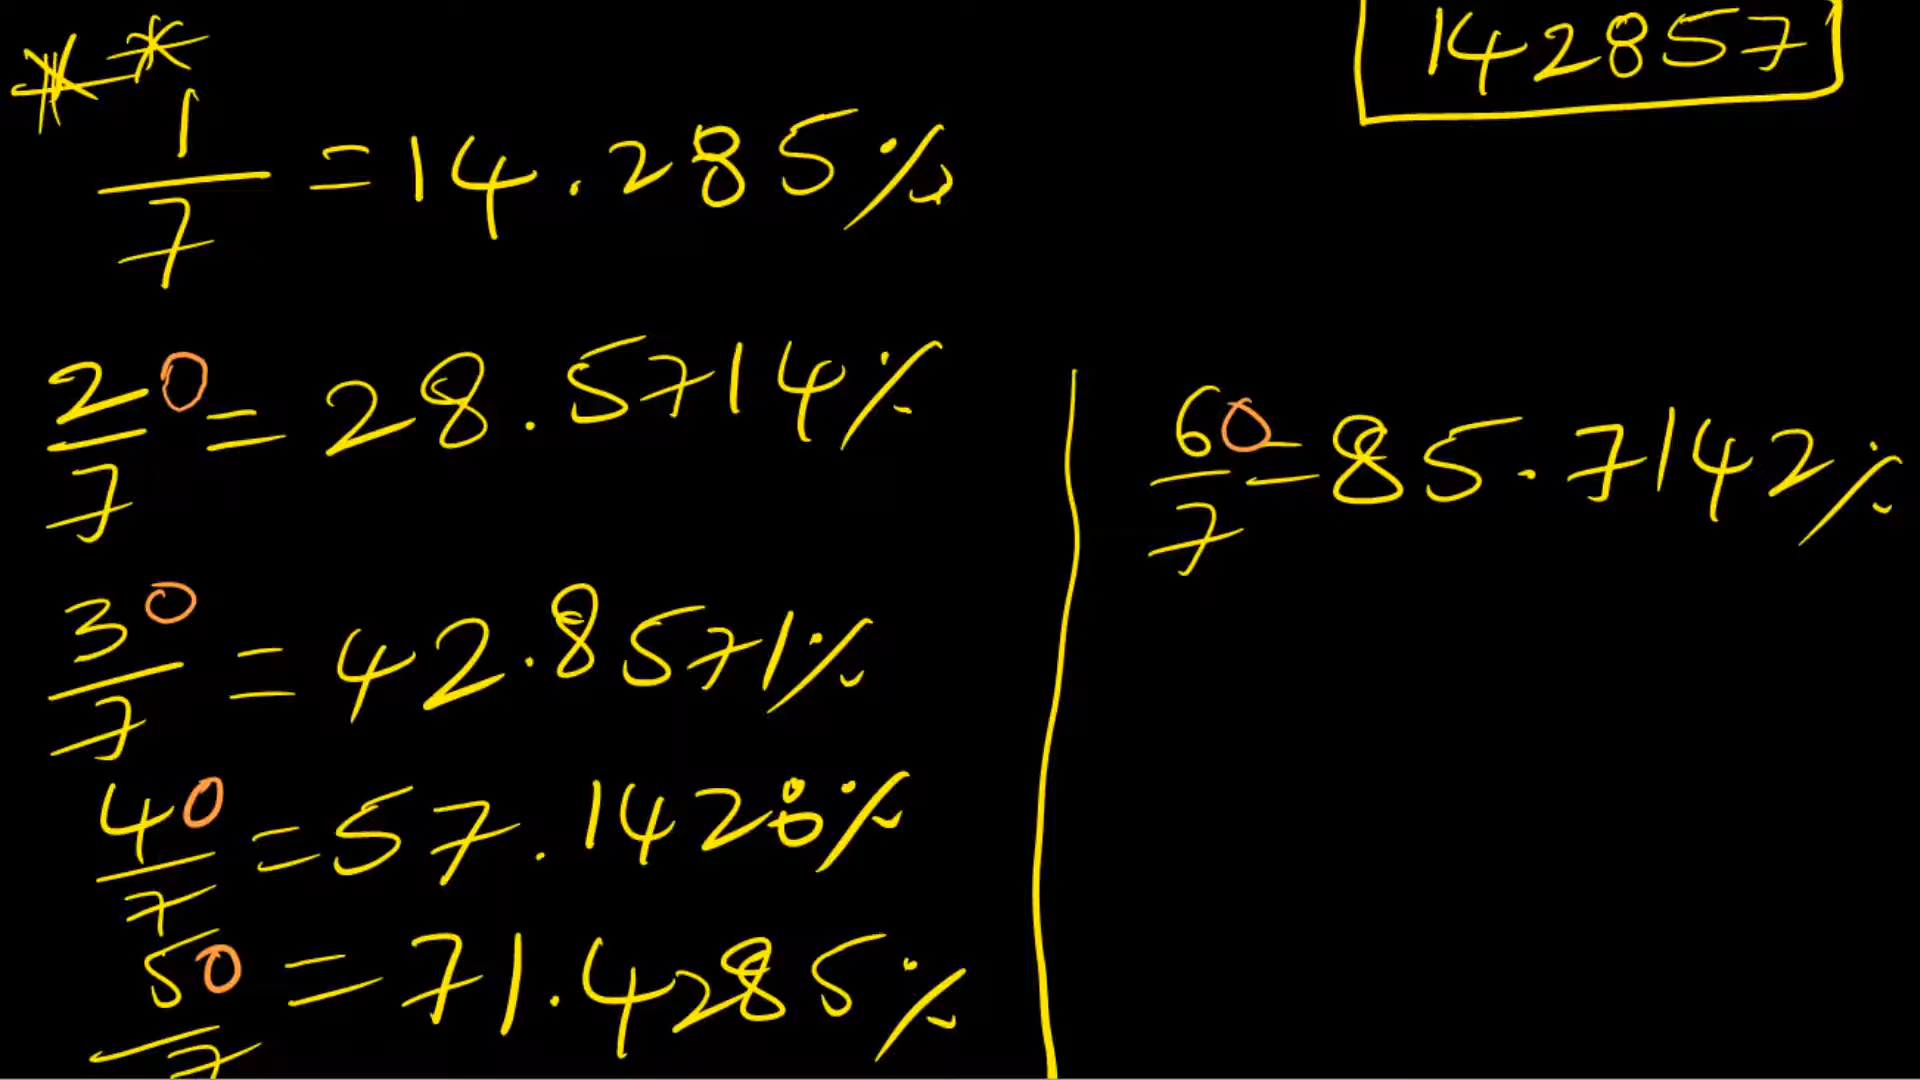 142857
1/7 = 14.285%
20/7 = 28.5714%
30/7 = 42.8571%
40/7 = 57.1428%
50/7 = 71.4285%
60/7 = 85.7142%